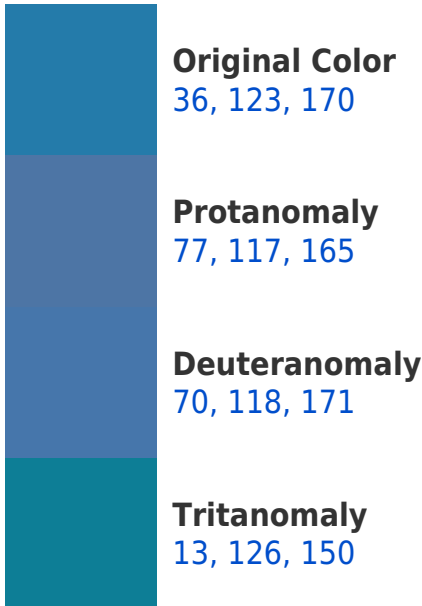 Original Color
36, 123, 170
Protanomaly
77, 117, 165
Deuteranomaly
70, 118, 171
Tritanomaly
13, 126, 150